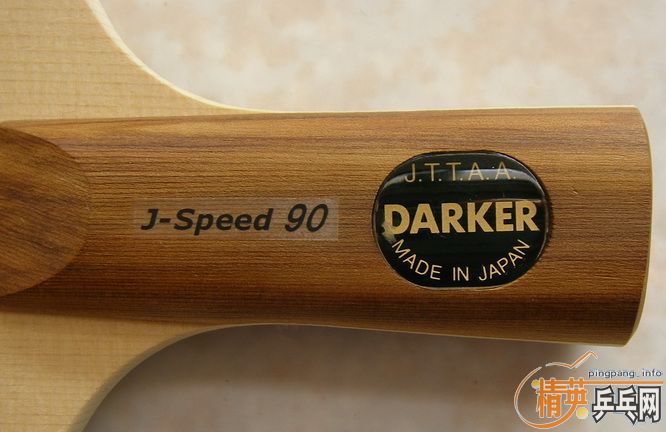 J-Speed 90
J.T.T.A.A.
DARKER
MADE IN JAPAN
pingpang_info
精英乒乓网